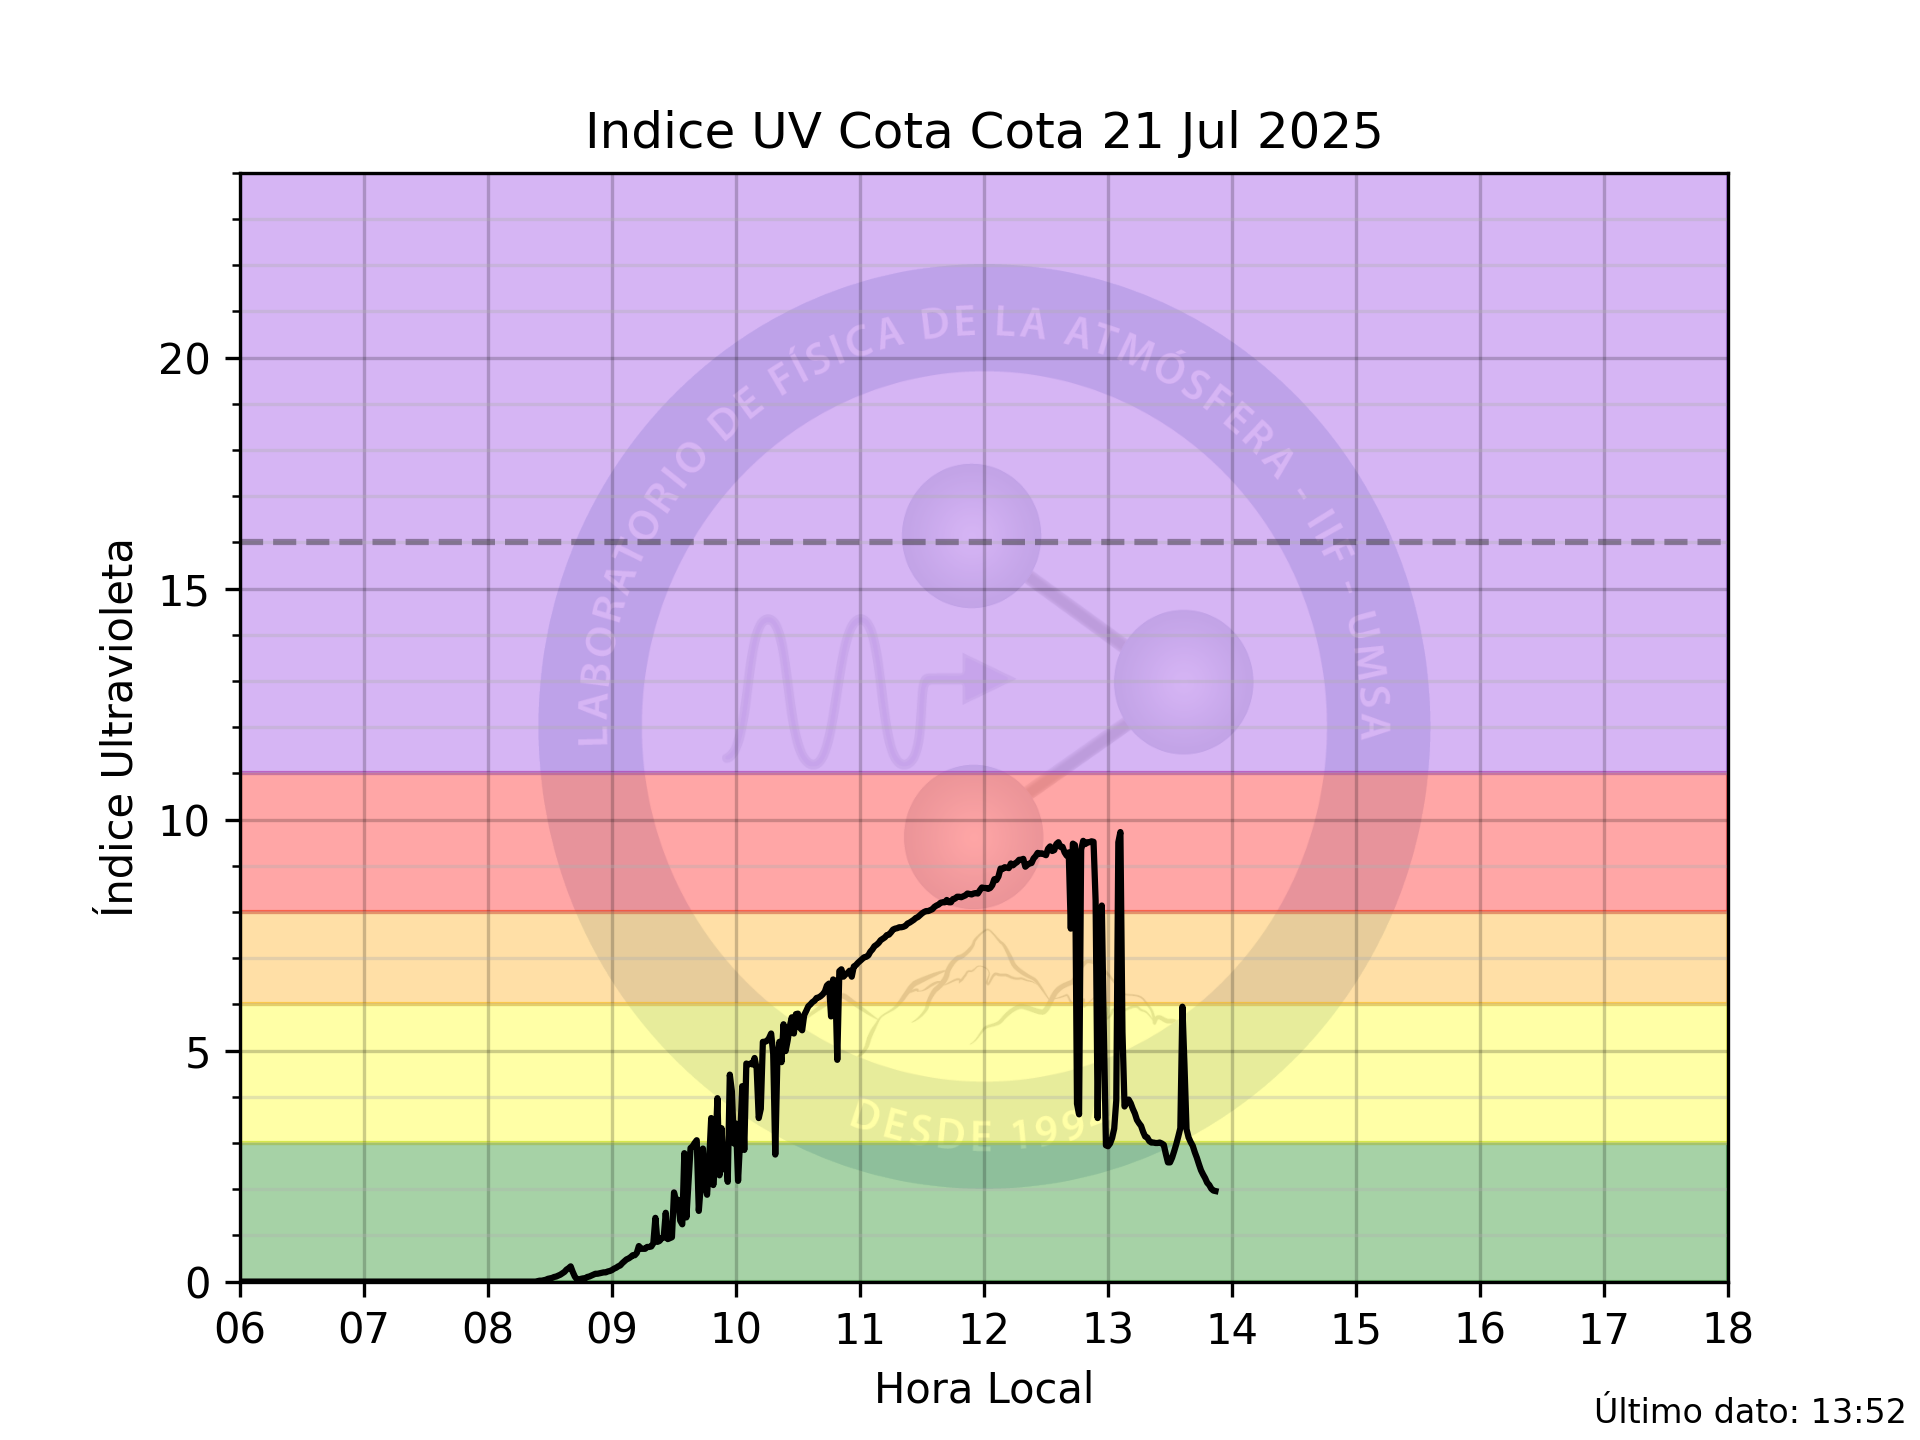 Indice UV Cota Cota 21 Jul 2025
LABORATORIO DE FÍSICA DE LA ATMÓSFERA - IIF - UMSA
20
15
10
5
0
Índice Ultravioleta
DESDE
06 07 08 09 10 11 12 13 14 15 16 17 18
Hora Local
Último dato: 13:52